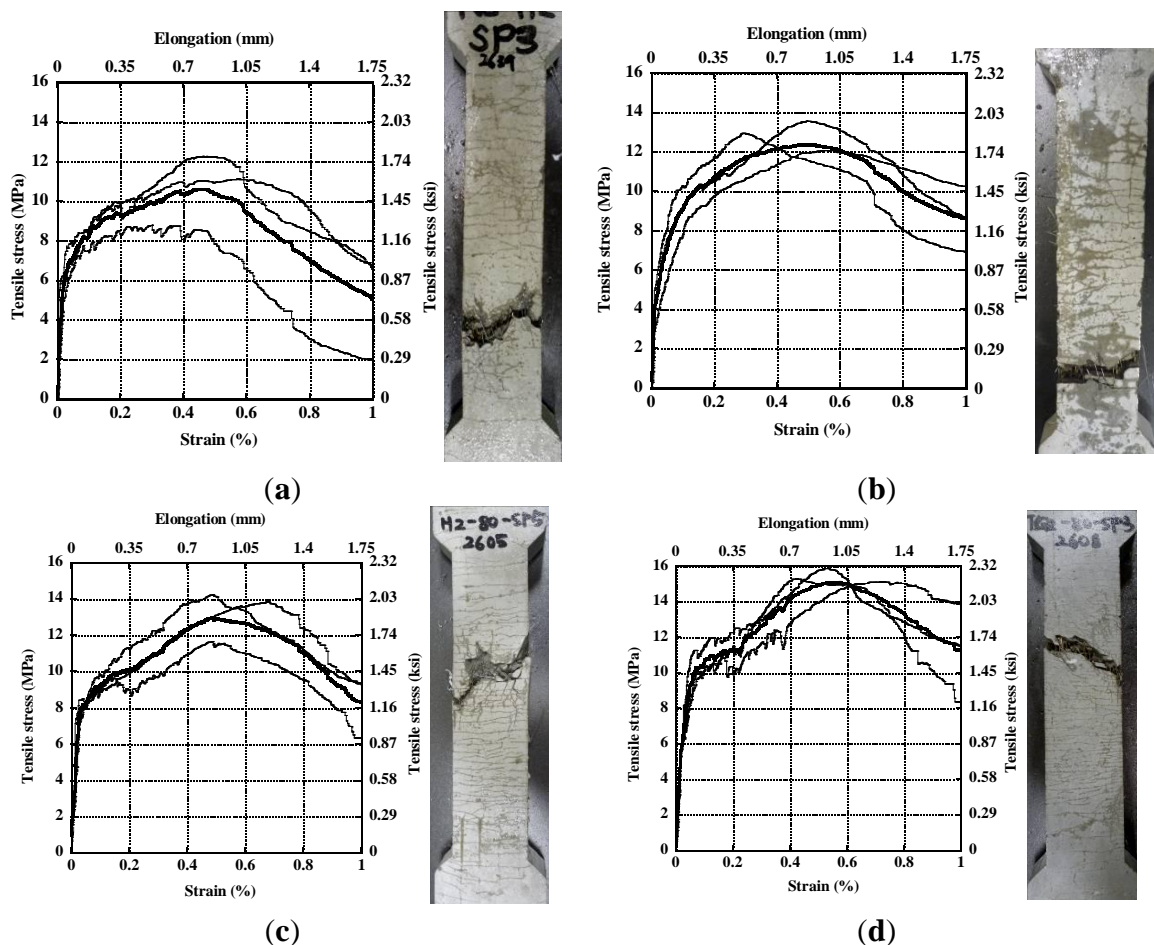 Elongation (mm)
0 0.35 0.7 1.05 1.4 1.75
Tensile stress (MPa)
16
14
12
10
8
6
4
2
0
2.32
2.03
1.74
1.45
1.16
0.87
0.58
0.29
0
Tensile stress (ksi)
0 0.2 0.4 0.6 0.8 1
Strain (%)
SP3
2639
(a)
Elongation (mm)
0 0.35 0.7 1.05 1.4 1.75
Tensile stress (MPa)
16
14
12
10
8
6
4
2
0
2.32
2.03
1.74
1.45
1.16
0.87
0.58
0.29
0
Tensile stress (ksi)
0 0.2 0.4 0.6 0.8 1
Strain (%)
(b)
Elongation (mm)
0 0.35 0.7 1.05 1.4 1.75
Tensile stress (MPa)
16
14
12
10
8
6
4
2
0
2.32
2.03
1.74
1.45
1.16
0.87
0.58
0.29
0
Tensile stress (ksi)
0 0.2 0.4 0.6 0.8 1
Strain (%)
H2-80-SP5
2605
(c)
Elongation (mm)
0 0.35 0.7 1.05 1.4 1.75
Tensile stress (MPa)
16
14
12
10
8
6
4
2
0
2.32
2.03
1.74
1.45
1.16
0.87
0.58
0.29
0
Tensile stress (ksi)
0 0.2 0.4 0.6 0.8 1
Strain (%)
2608
(d)